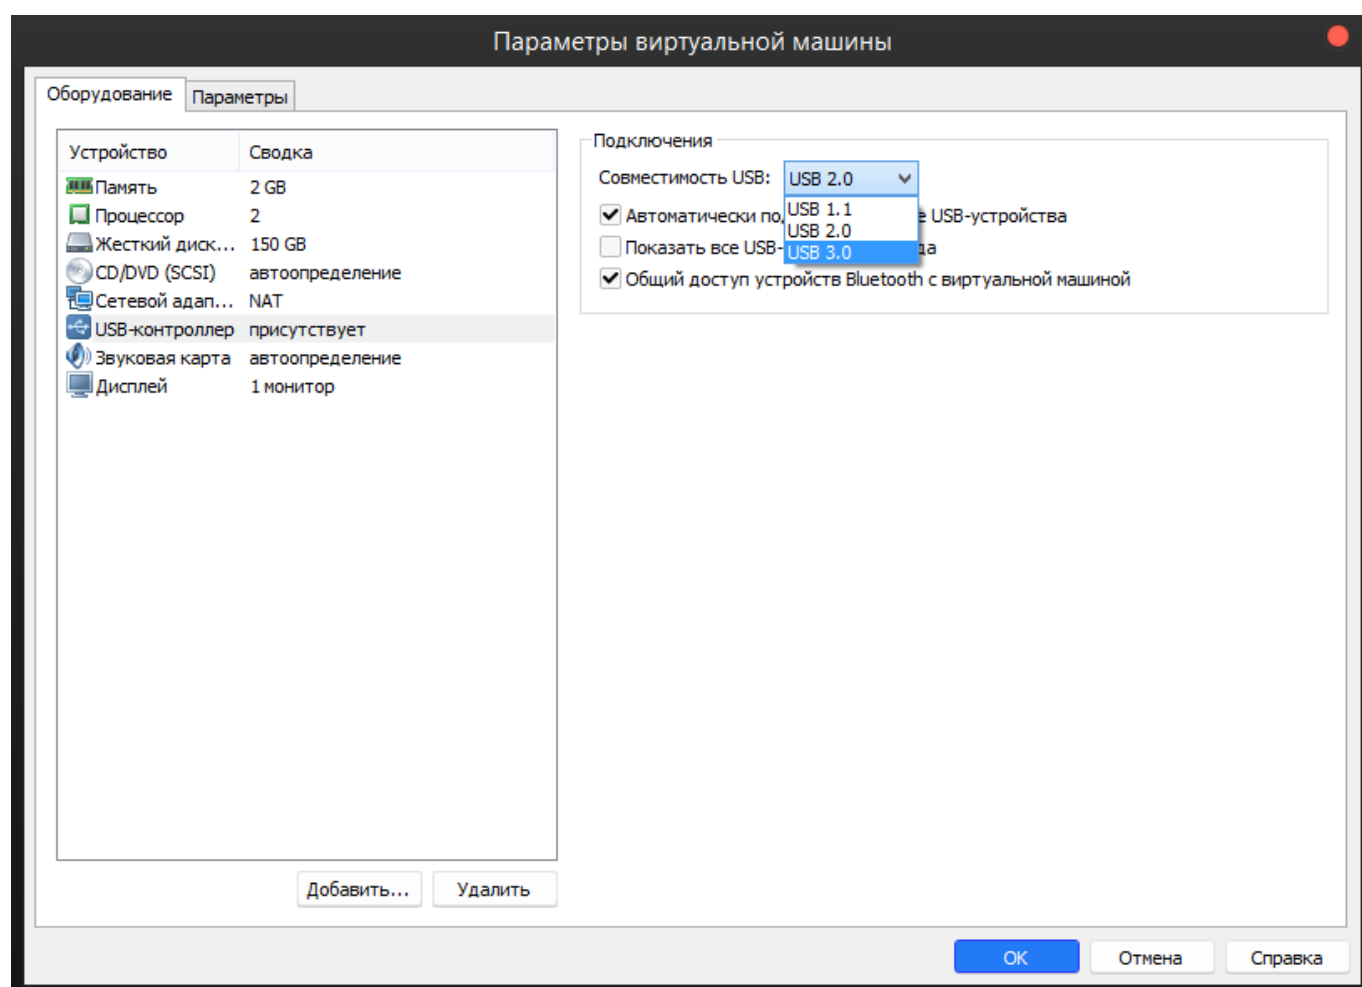 Параметры виртуальной машины
Оборудование Параметры
Устройство Сводка
Память 2 GB
Процессор 2
Жесткий диск... 150 GB
CD/DVD (SCSI) автоопределение
Сетевой адап... NAT
USB-контроллер присутствует
Звуковая карта автоопределение
Дисплей 1 монитор
Добавить... Удалить
Подключения
Совместимость USB: USB 2.0
USB 1.1
USB 2.0
USB 3.0
Автоматически USB-устройства
Показать все USB-
Общий доступ устройств Bluetooth с виртуальной машиной
OK Отмена Справка